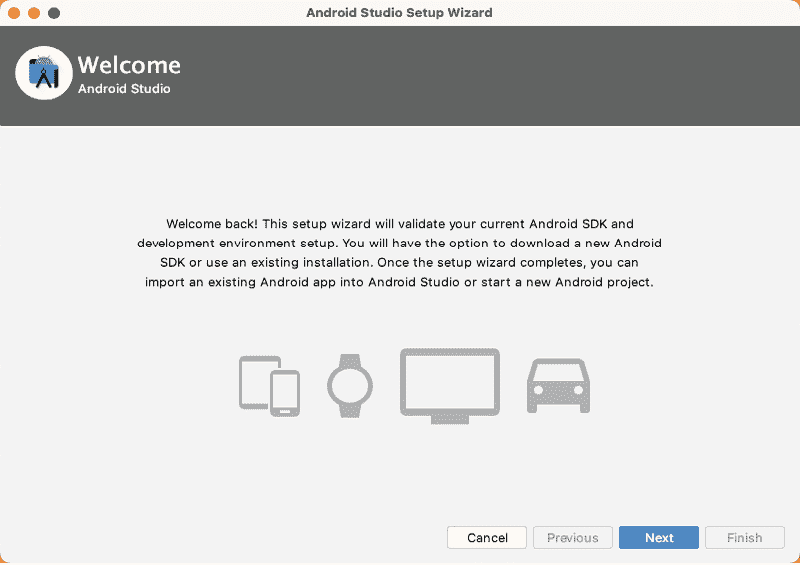 Android Studio Setup Wizard
Welcome
Android Studio
Welcome back! This setup wizard will validate your current Android SDK and
development environment setup. You will have the option to download a new Android
SDK or use an existing installation. Once the setup wizard completes, you can
import an existing Android app into Android Studio or start a new Android project.
Cancel Previous Next Finish